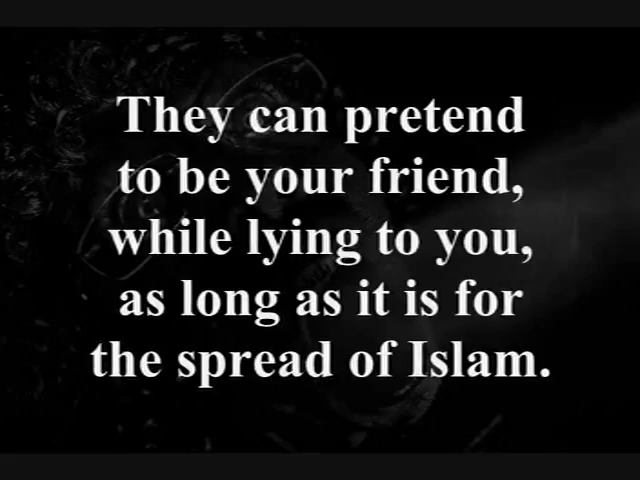 They can pretend
to be your friend,
while lying to you,
as long as it is for
the spread of Islam.